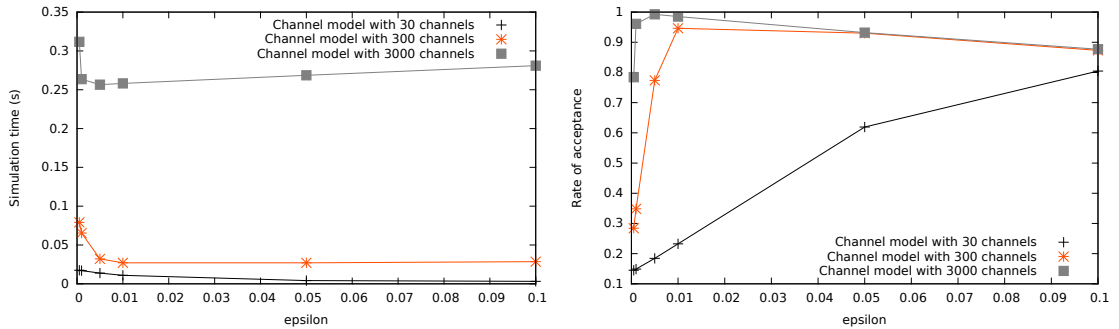 Channel model with 30 channels
Channel model with 300 channels
Channel model with 3000 channels
Simulation time (s)
0.35
0.3
0.25
0.2
0.15
0.1
0.05
0
0 0.01 0.02 0.03 0.04 0.05 0.06 0.07 0.08 0.09 0.1
epsilon
Rate of acceptance
1
0.9
0.8
0.7
0.6
0.5
0.4
0.3
0.2
0.1
Channel model with 30 channels
Channel model with 300 channels
Channel model with 3000 channels
0 0.01 0.02 0.03 0.04 0.05 0.06 0.07 0.08 0.09 0.1
epsilon